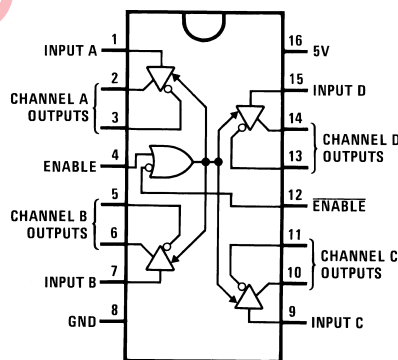 1
INPUT A
2
CHANNEL A
OUTPUTS
3
ENABLE
4
5
CHANNEL B
OUTPUTS
6
INPUT B
7
GND
8
16
5V
15
INPUT D
14
CHANNEL D
OUTPUTS
13
12
ENABLE
11
CHANNEL C
OUTPUTS
10
9
INPUT C